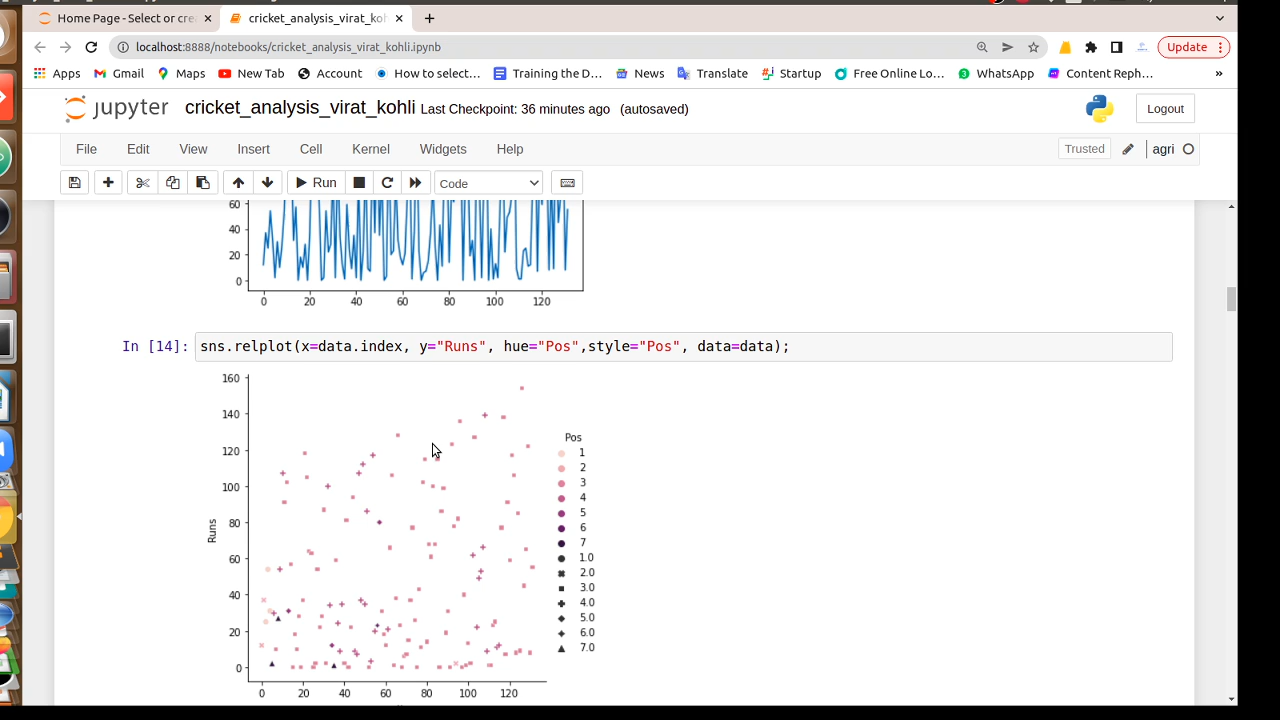 Home Page - Select or cre
cricket_analysis_virat_koh
localhost:8888/notebooks/cricket_analysis_virat_kohli.ipynb
Update
Apps Gmail Maps New Tab Account How to select... Training the D... News Translate Startup Free Online Lo... WhatsApp Content Reph... »
jupyter cricket_analysis_virat_kohli Last Checkpoint: 36 minutes ago (autosaved) Logout
File Edit View Insert Cell Kernel Widgets Help Trusted agri
Run Code
60
40
20
0
0 20 40 60 80 100 120
In [14]: sns.relplot(x=data.index, y="Runs", hue="Pos",style="Pos", data=data);
160
140
120
100
80
60
40
20
0
Runs
0 20 40 60 80 100 120
Pos
1
2
3
4
5
6
7
1.0
2.0
3.0
4.0
5.0
6.0
7.0